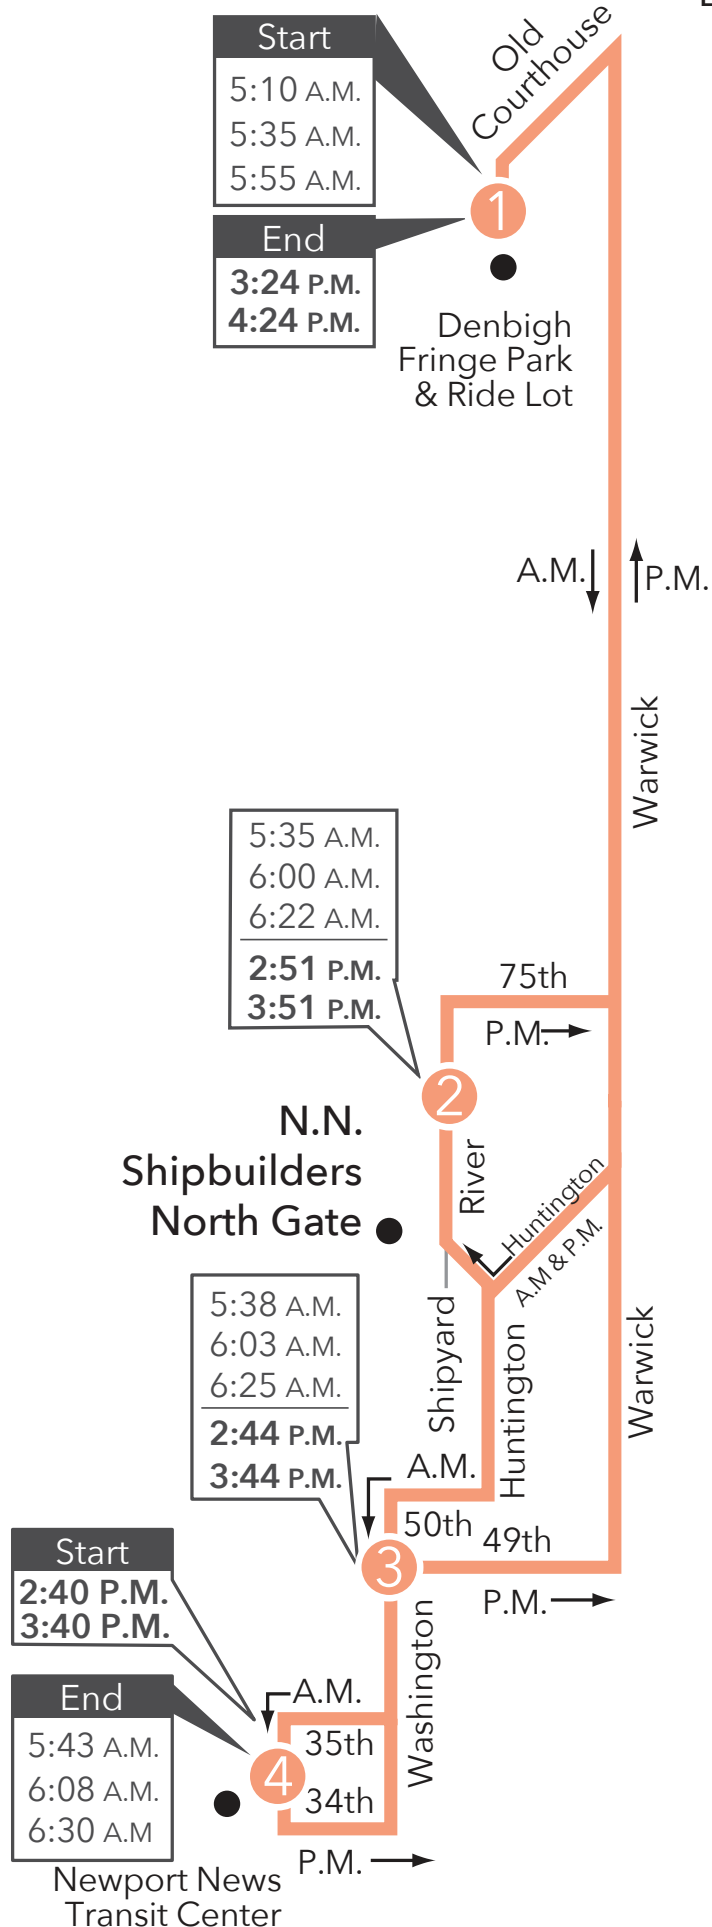 Start
5:10 A.M.
5:35 A.M.
5:55 A.M.
End
3:24 P.M.
4:24 P.M.
Old
Courthouse
1
Denbigh
Fringe Park
& Ride Lot
A.M.
P.M.
Warwick
5:35 A.M.
6:00 A.M.
6:22 A.M.
2:51 P.M.
3:51 P.M.
75th
P.M.
2
N.N.
Shipbuilders
North Gate
River
Huntington
A.M & P.M.
Shipyard
Huntington
Warwick
5:38 A.M.
6:03 A.M.
6:25 A.M.
2:44 P.M.
3:44 P.M.
A.M.
50th
49th
3
P.M.
Start
2:40 P.M.
3:40 P.M.
Washington
End
5:43 A.M.
6:08 A.M.
6:30 A.M
A.M.
35th
4
34th
P.M.
Newport News
Transit Center